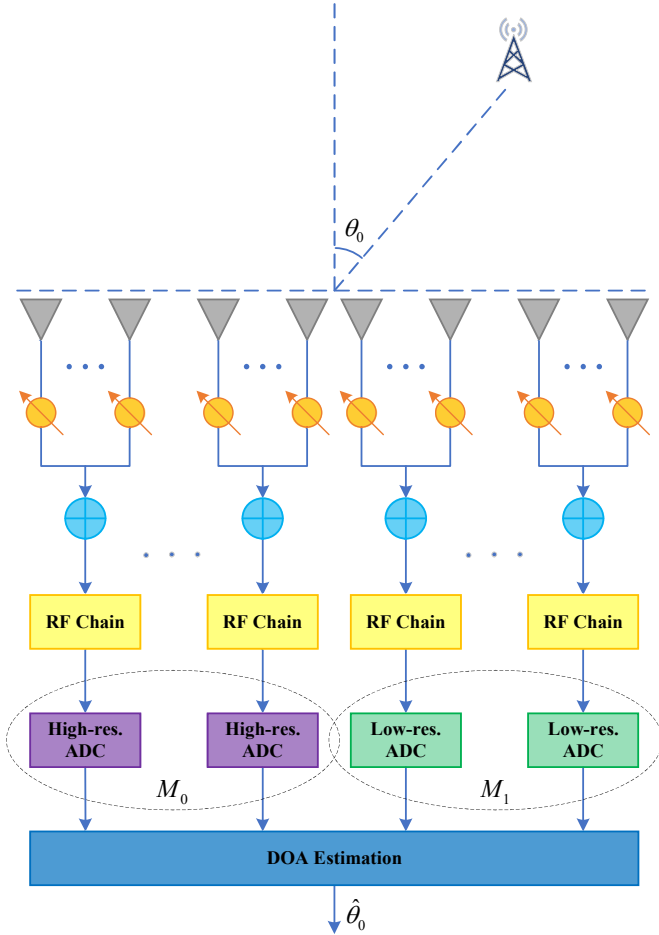 θ₀
RF Chain
RF Chain
RF Chain
RF Chain
High-res.
ADC
High-res.
ADC
Low-res.
ADC
Low-res.
ADC
M₀
M₁
DOA Estimation
θ̂₀